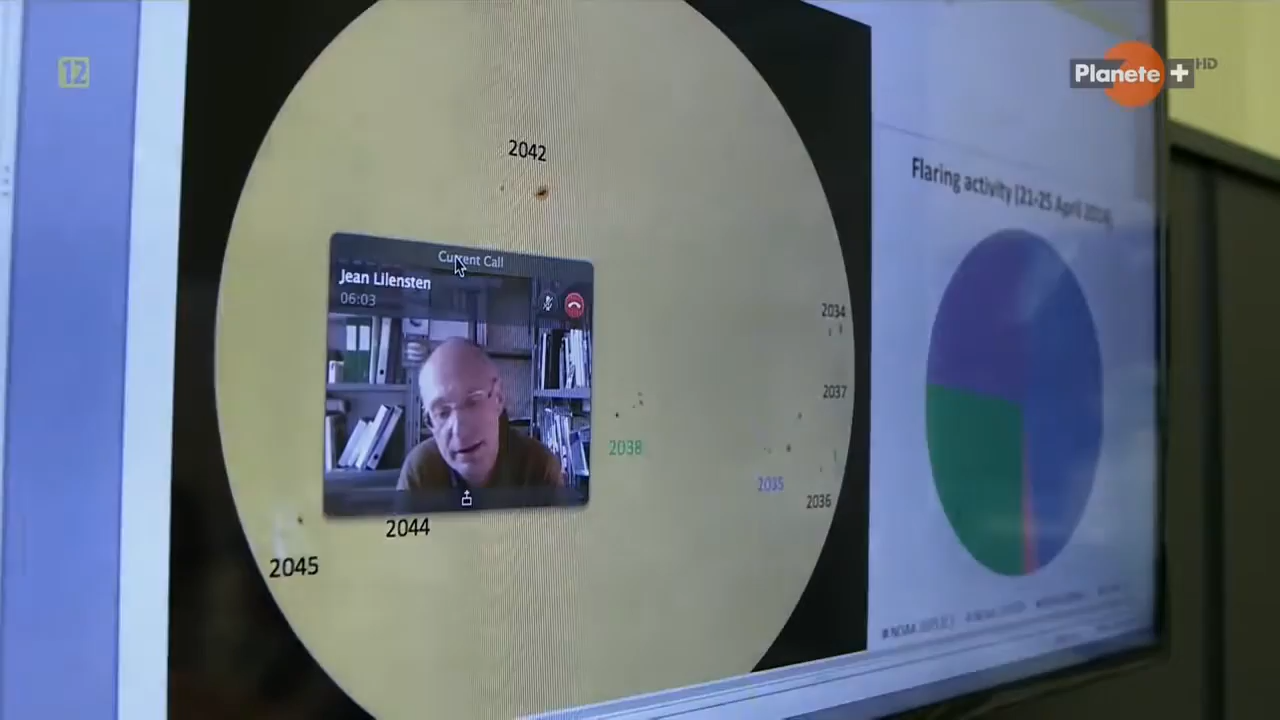 12
Planete + HD
2042
Flaring activity (21-25 April 2014)
Current Call
Jean Lilensten
06:03
2034
2037
2038
2035
2036
2044
2045
NOAA